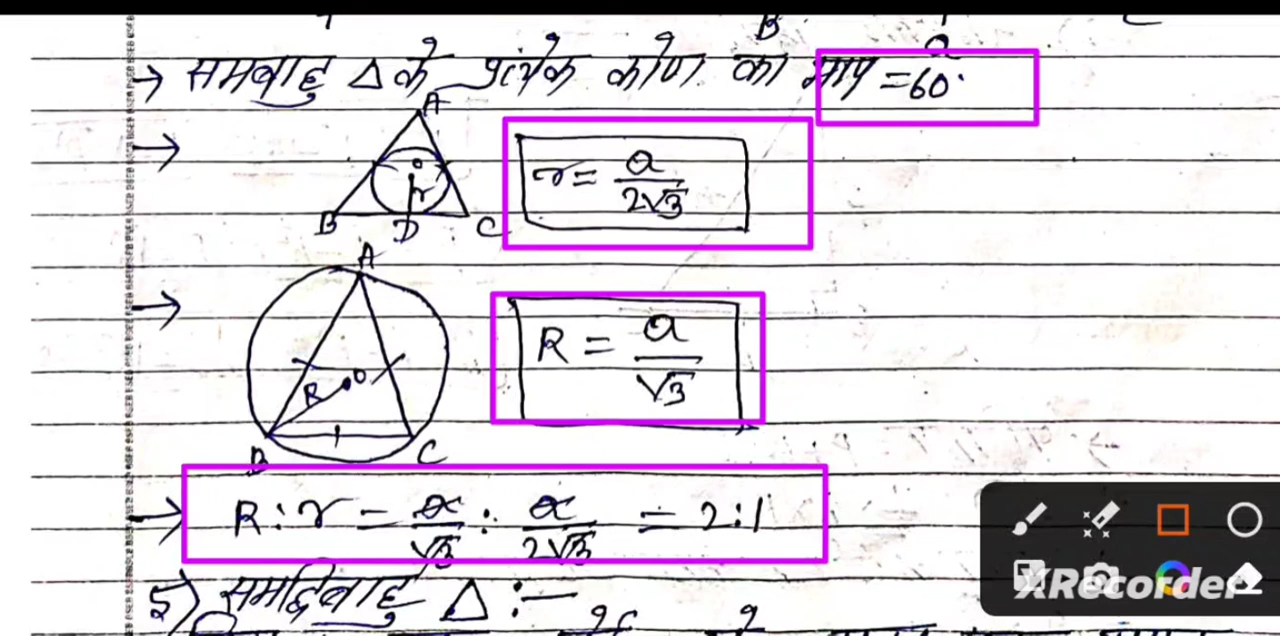 B
→ समबाहु Δ के प्रत्येक कोण का माप = 60°
→
A
O
r
B D C
r = a / 2√3
→
A
R O
B C
R = a / √3
→ R : r = a/√3 : a/2√3 = 2 : 1
5) समद्विबाहु Δ :—
XRecorder